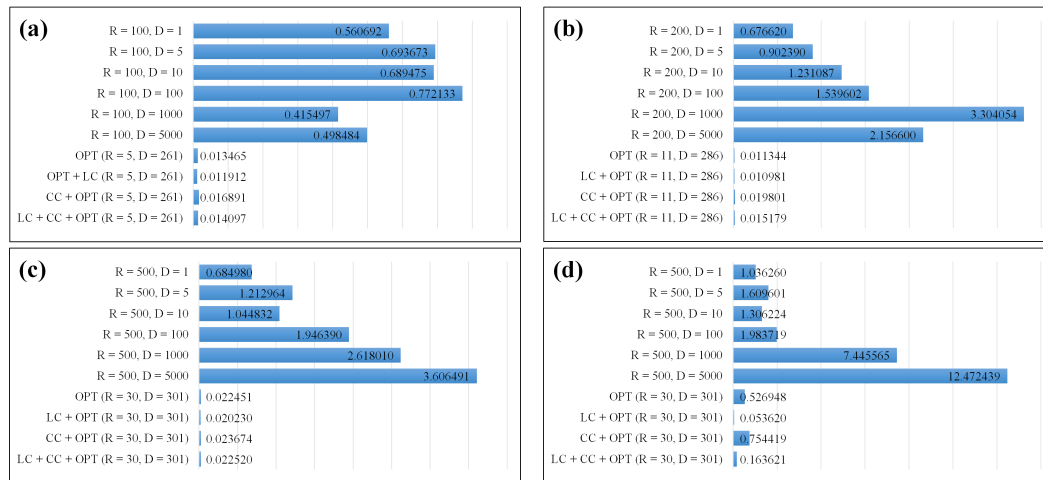 (a)
R = 100, D = 1 0.560692
R = 100, D = 5 0.693673
R = 100, D = 10 0.689475
R = 100, D = 100 0.772133
R = 100, D = 1000 0.415497
R = 100, D = 5000 0.498484
OPT (R = 5, D = 261) 0.013465
OPT + LC (R = 5, D = 261) 0.011912
CC + OPT (R = 5, D = 261) 0.016891
LC + CC + OPT (R = 5, D = 261) 0.014097
(b)
R = 200, D = 1 0.676620
R = 200, D = 5 0.902390
R = 200, D = 10 1.231087
R = 200, D = 100 1.539602
R = 200, D = 1000 3.304054
R = 200, D = 5000 2.156600
OPT (R = 11, D = 286) 0.011344
LC + OPT (R = 11, D = 286) 0.010981
CC + OPT (R = 11, D = 286) 0.019801
LC + CC + OPT (R = 11, D = 286) 0.015179
(c)
R = 500, D = 1 0.684980
R = 500, D = 5 1.212964
R = 500, D = 10 1.044832
R = 500, D = 100 1.946390
R = 500, D = 1000 2.618010
R = 500, D = 5000 3.606491
OPT (R = 30, D = 301) 0.022451
LC + OPT (R = 30, D = 301) 0.020230
CC + OPT (R = 30, D = 301) 0.023674
LC + CC + OPT (R = 30, D = 301) 0.022520
(d)
R = 500, D = 1 1.036260
R = 500, D = 5 1.609601
R = 500, D = 10 1.306224
R = 500, D = 100 1.983719
R = 500, D = 1000 7.445565
R = 500, D = 5000 12.472439
OPT (R = 30, D = 301) 0.526948
LC + OPT (R = 30, D = 301) 0.053620
CC + OPT (R = 30, D = 301) 0.754419
LC + CC + OPT (R = 30, D = 301) 0.163621